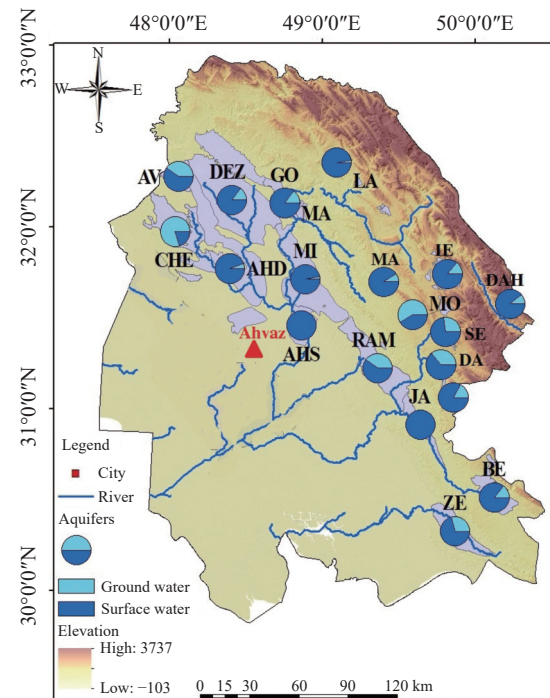 48°0′0″E 49°0′0″E 50°0′0″E
33°0′0″N
32°0′0″N
31°0′0″N
30°0′0″N
N
W E
S
AV
DEZ
GO
LA
MA
CHE
AHD
MI
MA
IE
DAH
MO
SE
Ahvaz
AHS
RAM
DA
JA
BE
ZE
Legend
City
River
Aquifers
Ground water
Surface water
Elevation
High: 3737
Low: −103
0 15 30 60 90 120 km